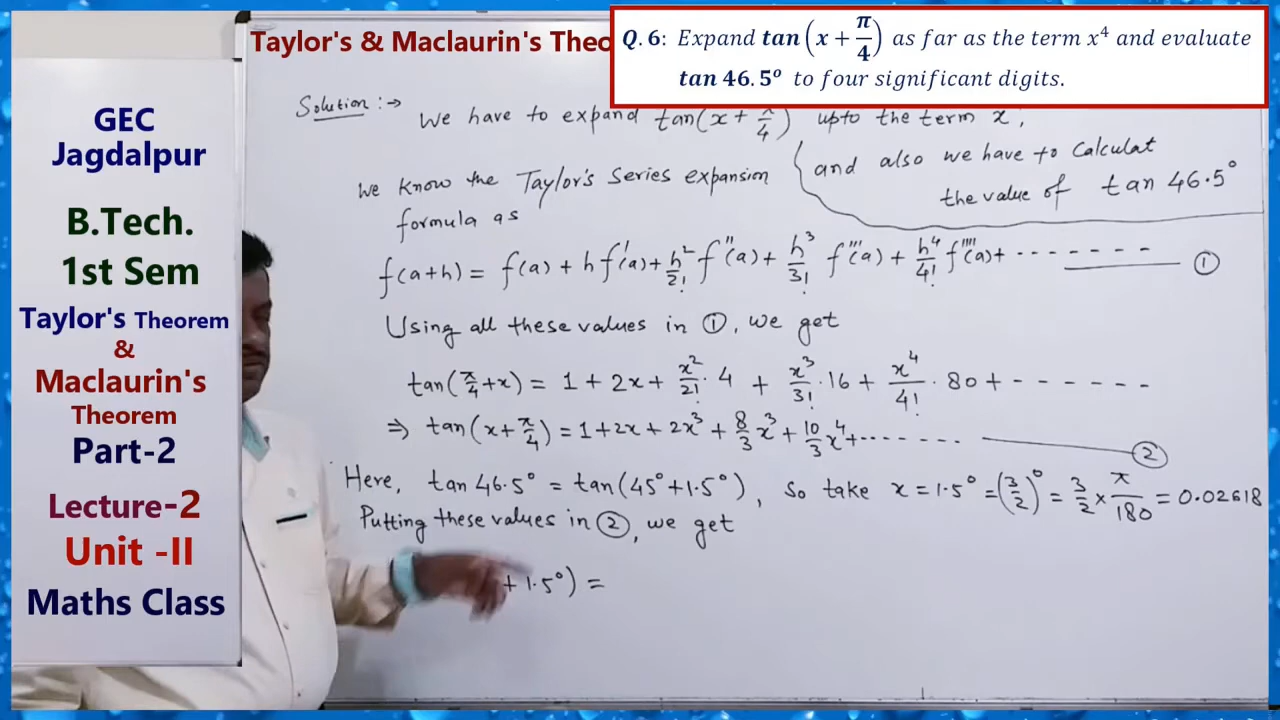 Taylor's & Maclaurin's Theo
Q. 6: Expand tan(x + π/4) as far as the term x⁴ and evaluate
tan 46.5° to four significant digits.
GEC
Jagdalpur
B.Tech.
1st Sem
Taylor's Theorem
&
Maclaurin's
Theorem
Part-2
Lecture-2
Unit -II
Maths Class
Solution :→ We have to expand tan(x + π/4) upto the term x,
and also we have to Calculat
the value of tan 46.5°
We know the Taylor's Series expansion
formula as
f(a+h) = f(a) + h f'(a) + h²/2! f''(a) + h³/3! f'''(a) + h⁴/4! f''''(a) + ------- ①
Using all these values in ①, we get
tan(π/4 + x) = 1 + 2x + x²/2! · 4 + x³/3! · 16 + x⁴/4! · 80 + -------
⇒ tan(x + π/4) = 1 + 2x + 2x³ + 8/3 x³ + 10/3 x⁴ + ------- ②
Here, tan 46.5° = tan(45° + 1.5°), So take x = 1.5° = (3/2)° = 3/2 × π/180 = 0.02618
Putting these values in ②, we get
+ 1.5°) =